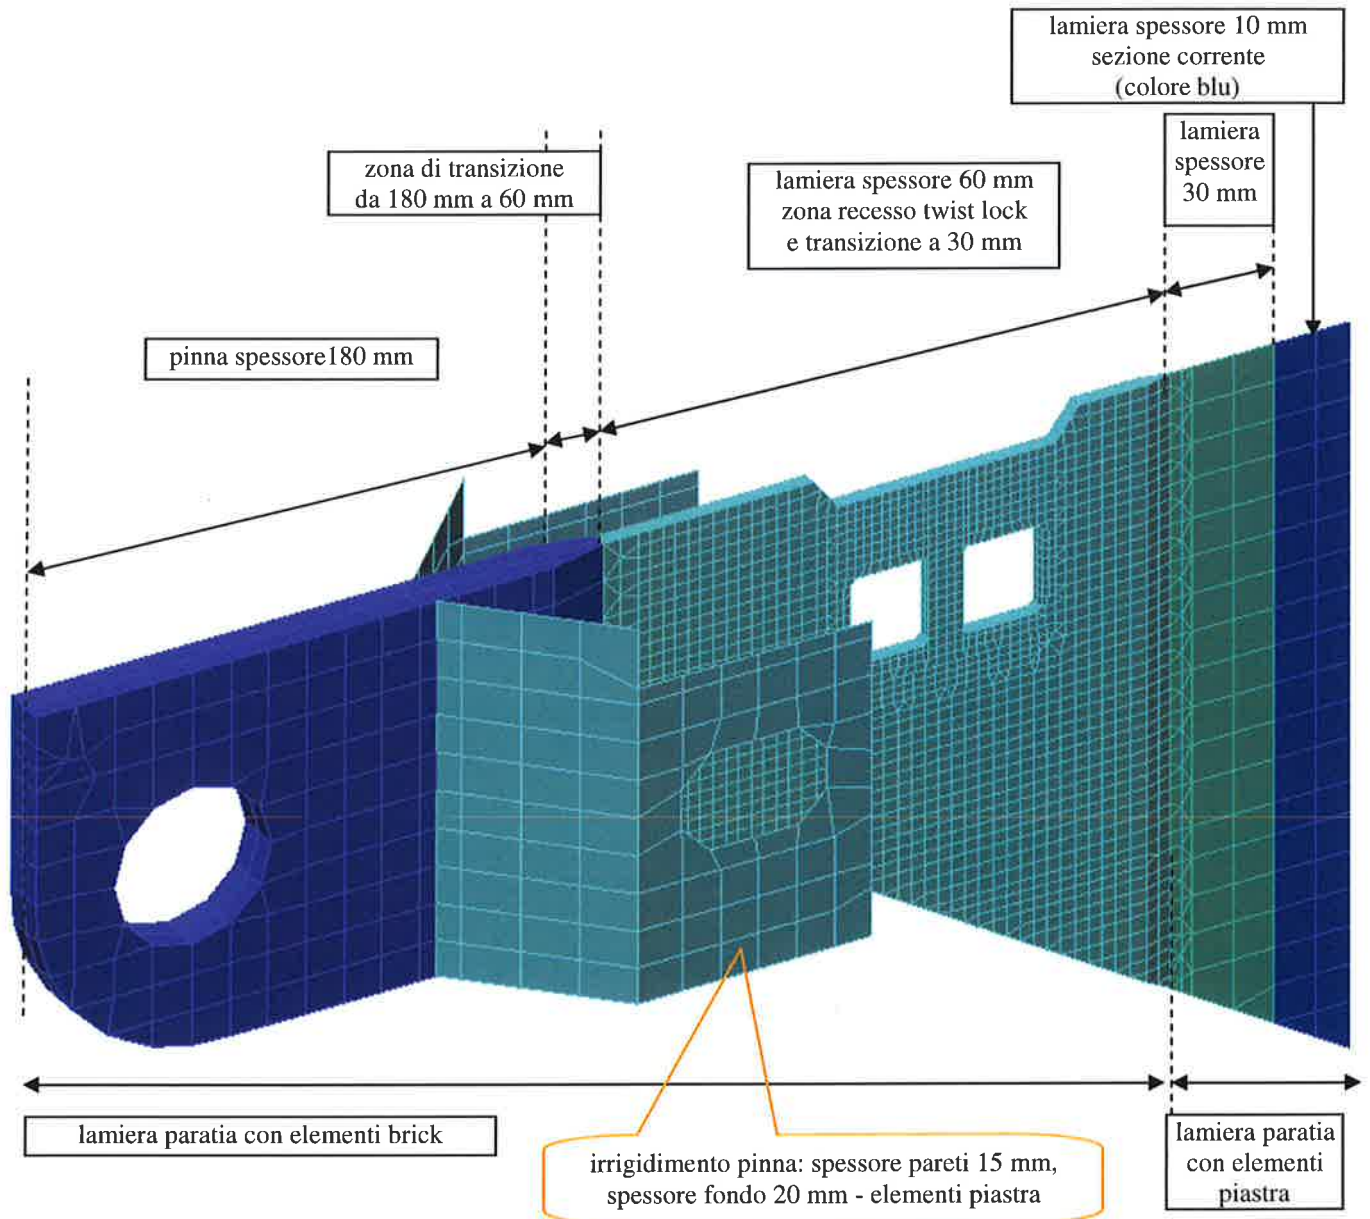 lamiera spessore 10 mm
sezione corrente
(colore blu)
lamiera
spessore
30 mm
zona di transizione
da 180 mm a 60 mm
lamiera spessore 60 mm
zona recesso twist lock
e transizione a 30 mm
pinna spessore180 mm
lamiera paratia con elementi brick
irrigidimento pinna: spessore pareti 15 mm,
spessore fondo 20 mm - elementi piastra
lamiera paratia
con elementi
piastra